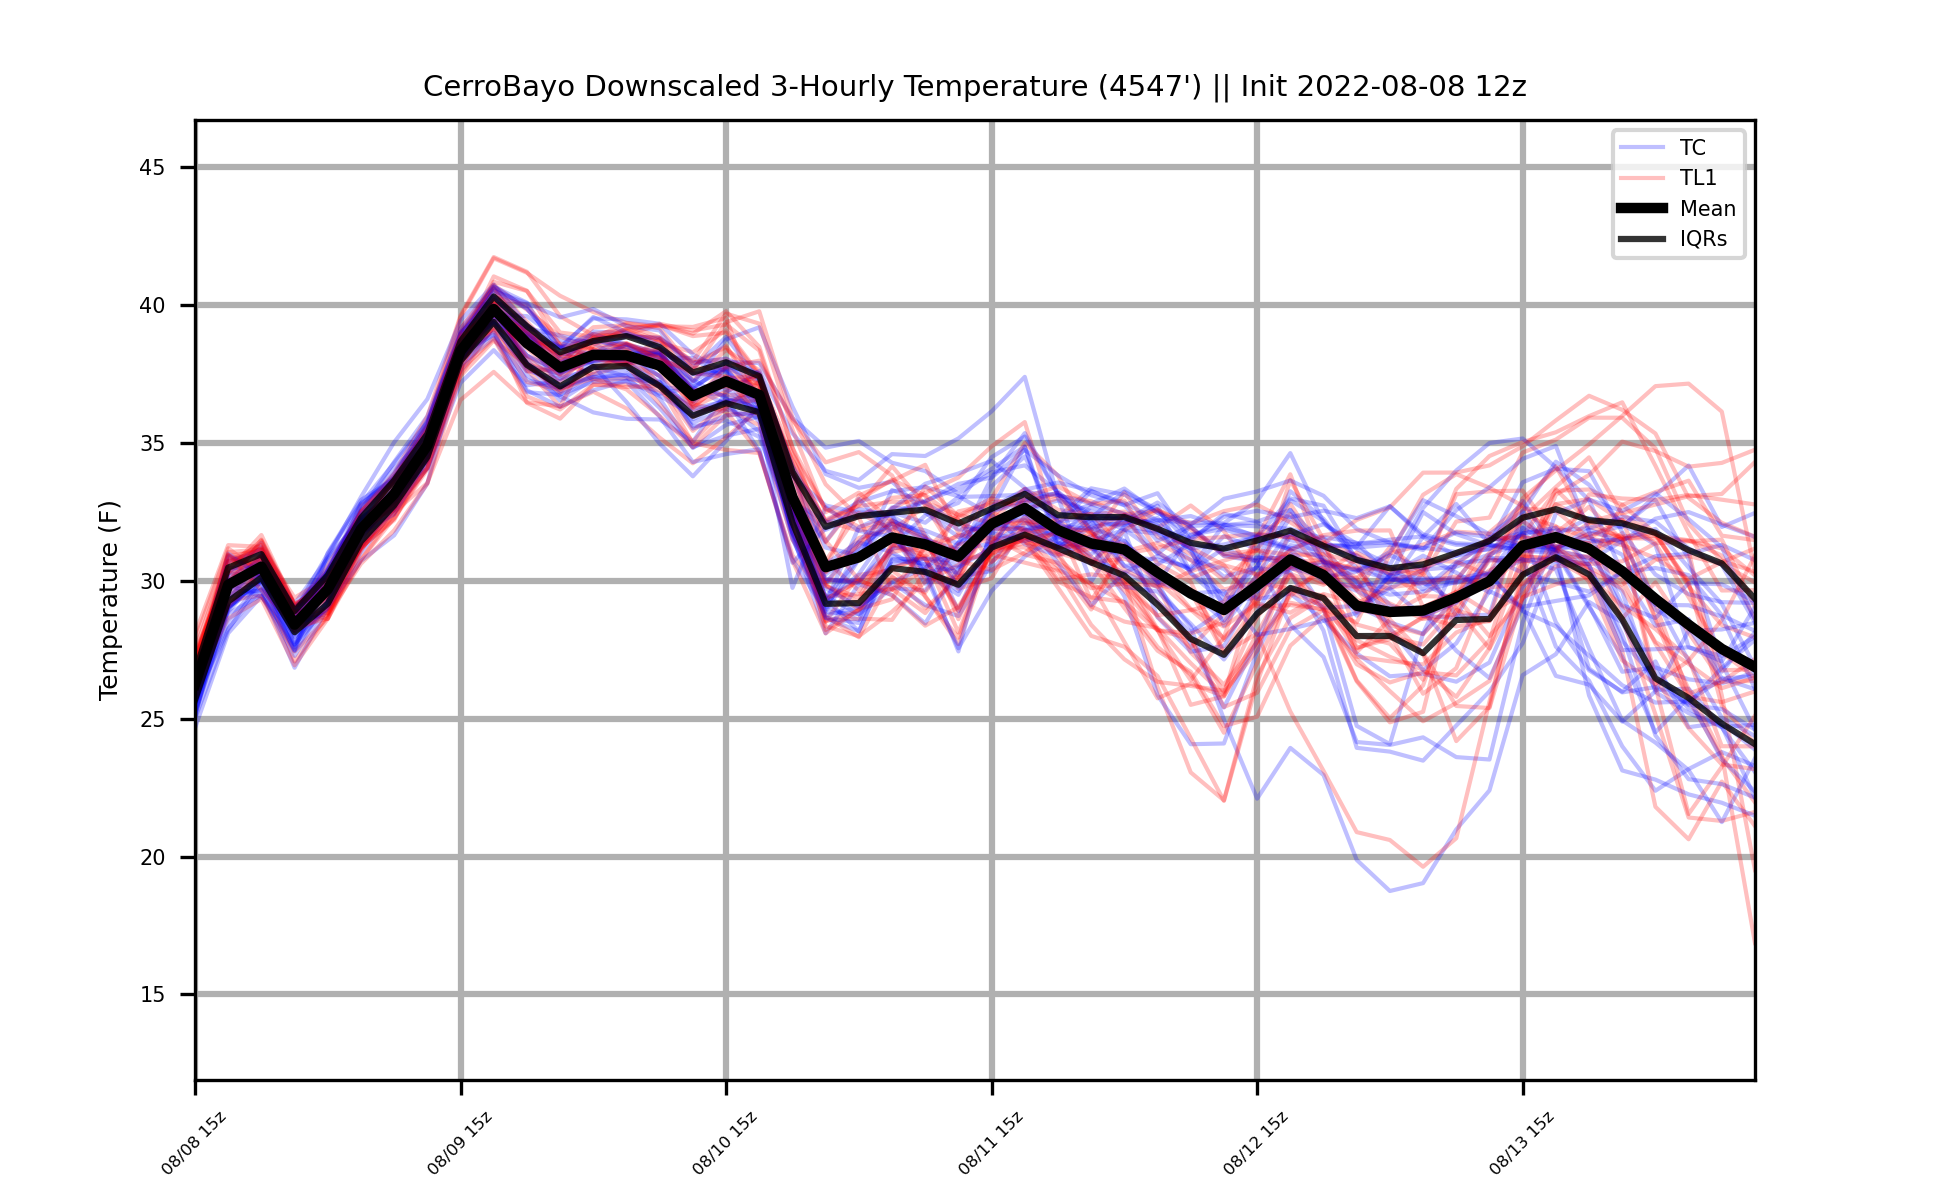 CerroBayo Downscaled 3-Hourly Temperature (4547') || Init 2022-08-08 12z
TC
TL1
Mean
IQRs
Temperature (F)
45
40
35
30
25
20
15
08/08 15z
08/09 15z
08/10 15z
08/11 15z
08/12 15z
08/13 15z